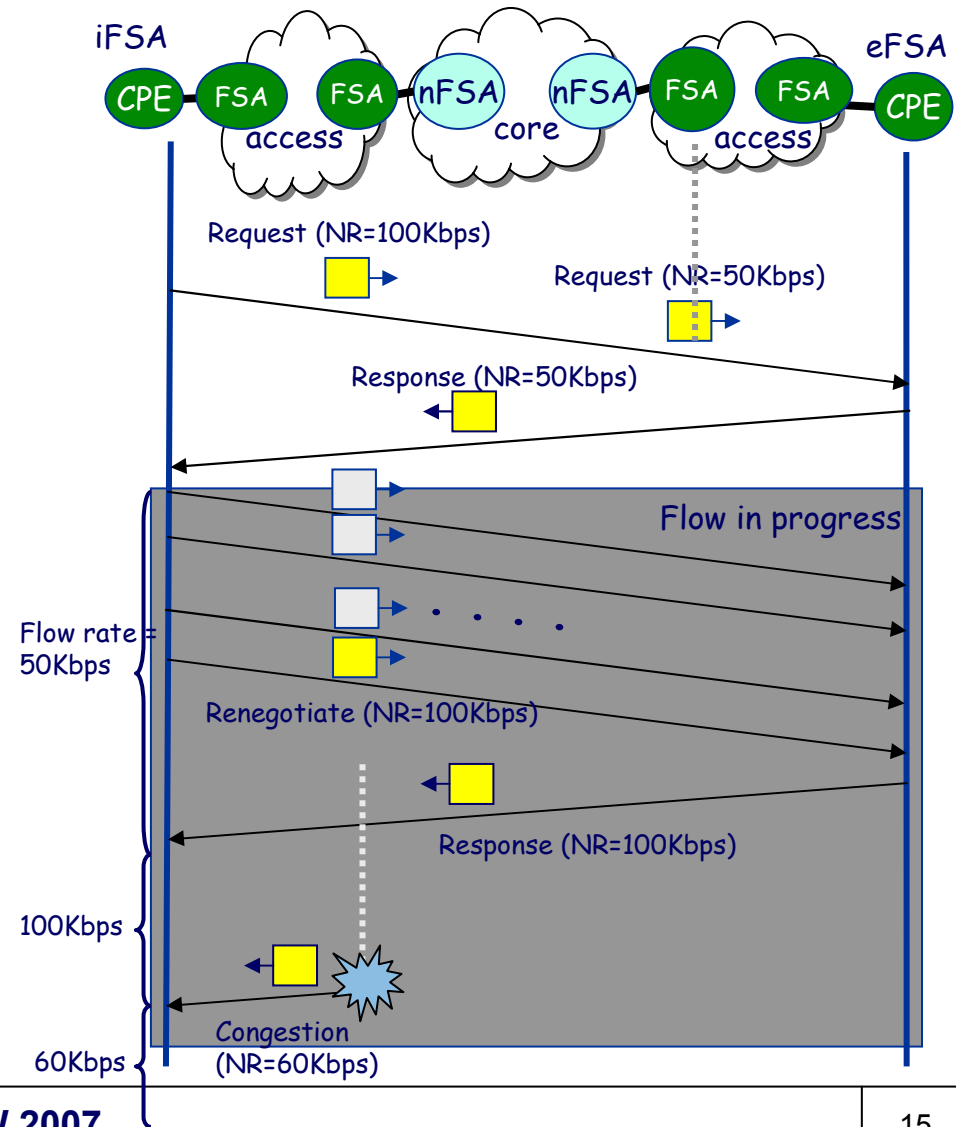 iFSA
eFSA
CPE
FSA
FSA
nFSA
nFSA
FSA
FSA
CPE
access
core
access
Request (NR=100Kbps)
Request (NR=50Kbps)
Response (NR=50Kbps)
Flow in progress
Flow rate =
50Kbps
. . . .
Renegotiate (NR=100Kbps)
Response (NR=100Kbps)
100Kbps
Congestion
(NR=60Kbps)
60Kbps
2007
15